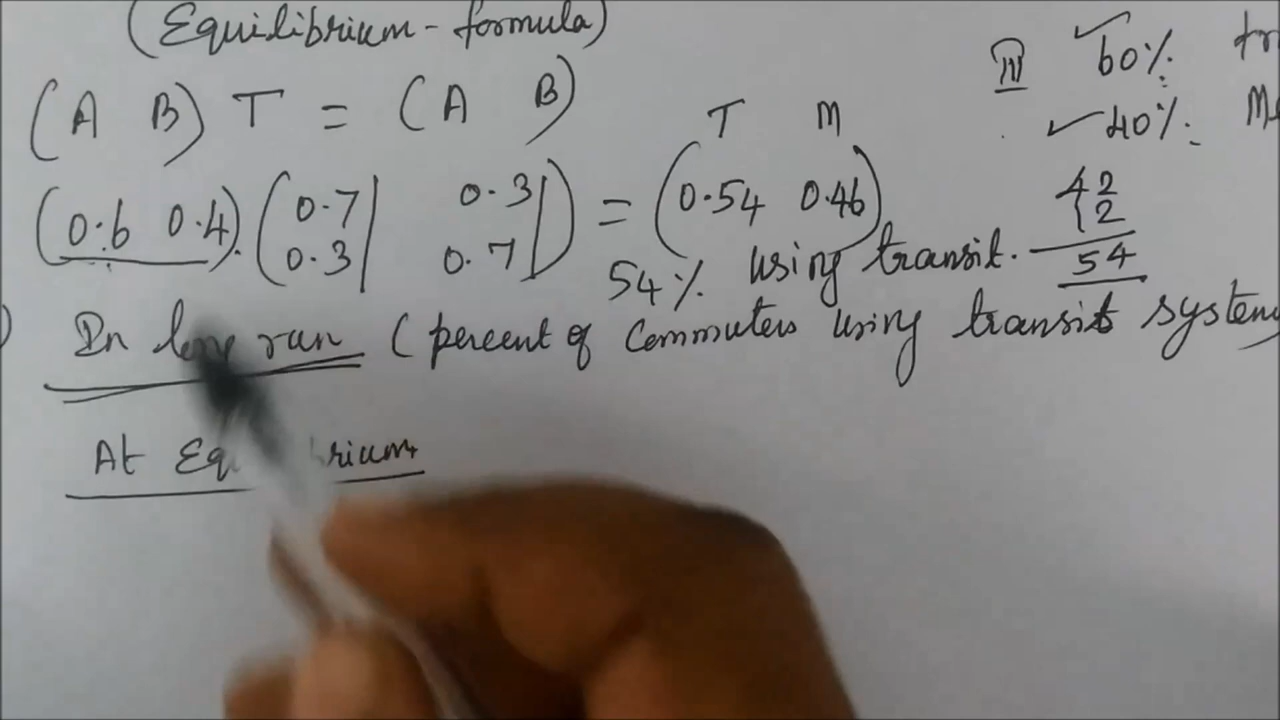 (Equilibrium - formula)
(A B) T = (A B)
(0.6 0.4). (0.7 0.3
0.3 0.7) = (0.54 0.46)
T M
54% using transit.
III 60%
40%.
42
12
54
) In long run (percent of Commuters using transit system
At